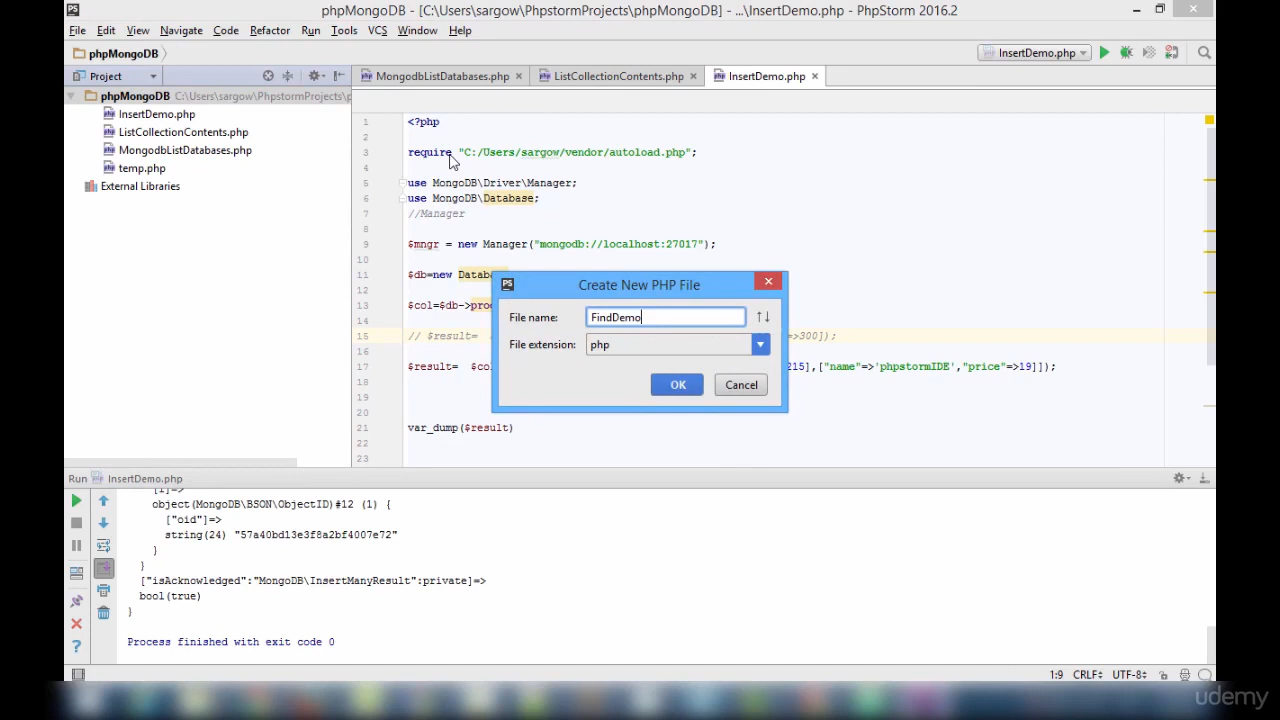 phpMongoDB - [C:\Users\sargow\PhpstormProjects\phpMongoDB] - ...\InsertDemo.php - PhpStorm 2016.2
File Edit View Navigate Code Refactor Run Tools VCS Window Help
phpMongoDB
InsertDemo.php
Project
MongodbListDatabases.php
ListCollectionContents.php
InsertDemo.php
phpMongoDB C:\Users\sargow\PhpstormProjects\p
InsertDemo.php
ListCollectionContents.php
MongodbListDatabases.php
temp.php
External Libraries
1 <?php
2
3 require "C:/Users/sargow/vendor/autoload.php";
4
5 use MongoDB\Driver\Manager;
6 use MongoDB\Database;
7 //Manager
8
9 $mngr = new Manager("mongodb://localhost:27017");
10
11 $db=new Datab
12
13 $col=$db->pro
14
15 // $result= =>300]);
16
17 $result= $co 215],["name"=>'phpstormIDE',"price"=>19]]);
18
19
20
21 var_dump($result)
22
23
Create New PHP File
File name: FindDemo
File extension: php
OK Cancel
Run InsertDemo.php
[1]=>
object(MongoDB\BSON\ObjectID)#12 (1) {
["oid"]=>
string(24) "57a40bd13e3f8a2bf4007e72"
}
}
["isAcknowledged":"MongoDB\InsertManyResult":private]=>
bool(true)
}
Process finished with exit code 0
1:9 CRLF UTF-8
udemy